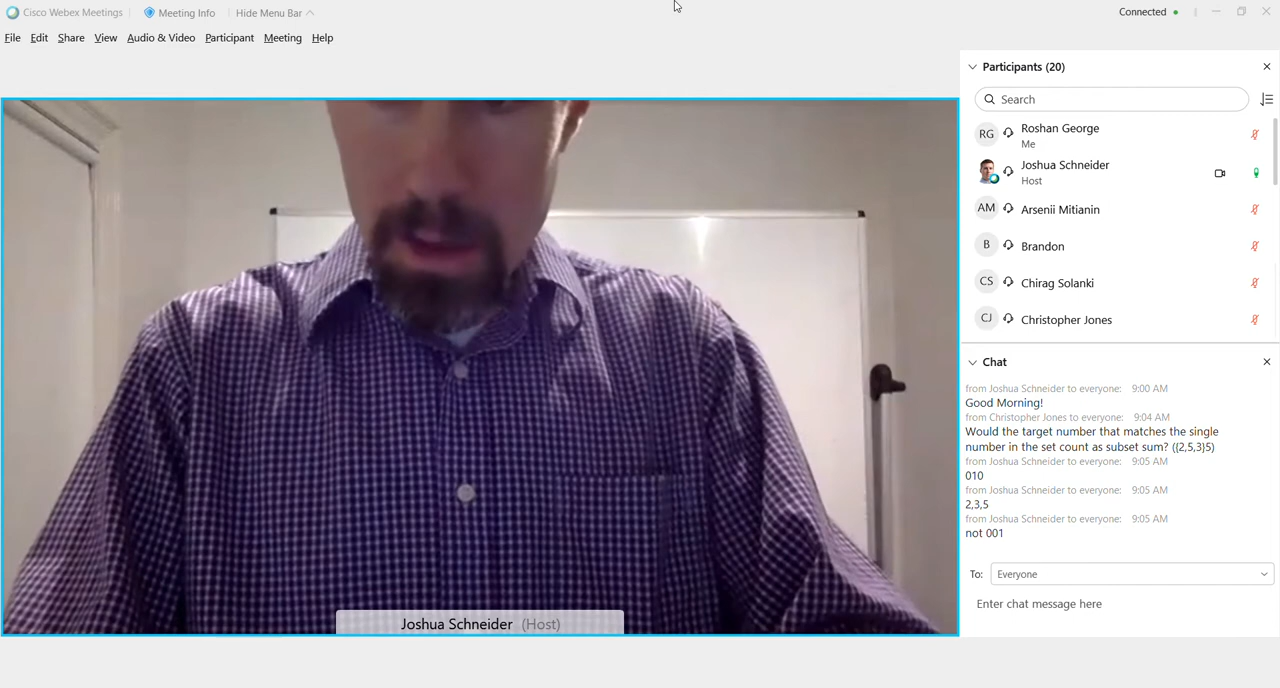 Cisco Webex Meetings
Meeting Info
Hide Menu Bar
Connected
File Edit Share View Audio & Video Participant Meeting Help
Participants (20)
Search
RG
Roshan George
Me
Joshua Schneider
Host
AM
Arsenii Mitianin
B
Brandon
CS
Chirag Solanki
CJ
Christopher Jones
Chat
from Joshua Schneider to everyone: 9:00 AM
Good Morning!
from Christopher Jones to everyone: 9:04 AM
Would the target number that matches the single
number in the set count as subset sum? ({2,5,3}5)
from Joshua Schneider to everyone: 9:05 AM
010
from Joshua Schneider to everyone: 9:05 AM
2,3,5
from Joshua Schneider to everyone: 9:05 AM
not 001
To: Everyone
Enter chat message here
Joshua Schneider (Host)